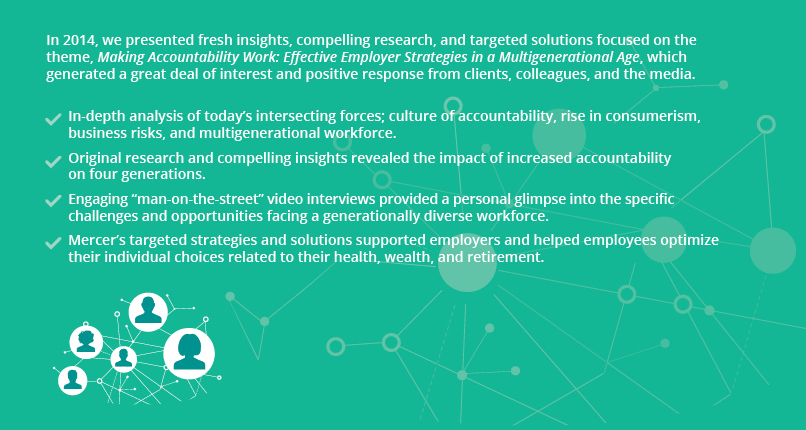 In 2014, we presented fresh insights, compelling research, and targeted solutions focused on the
theme, Making Accountability Work: Effective Employer Strategies in a Multigenerational Age, which
generated a great deal of interest and positive response from clients, colleagues, and the media.
In-depth analysis of today's intersecting forces; culture of accountability, rise in consumerism,
business risks, and multigenerational workforce.
Original research and compelling insights revealed the impact of increased accountability
on four generations.
Engaging “man-on-the-street” video interviews provided a personal glimpse into the specific
challenges and opportunities facing a generationally diverse workforce.
Mercer's targeted strategies and solutions supported employers and helped employees optimize
their individual choices related to their health, wealth, and retirement.